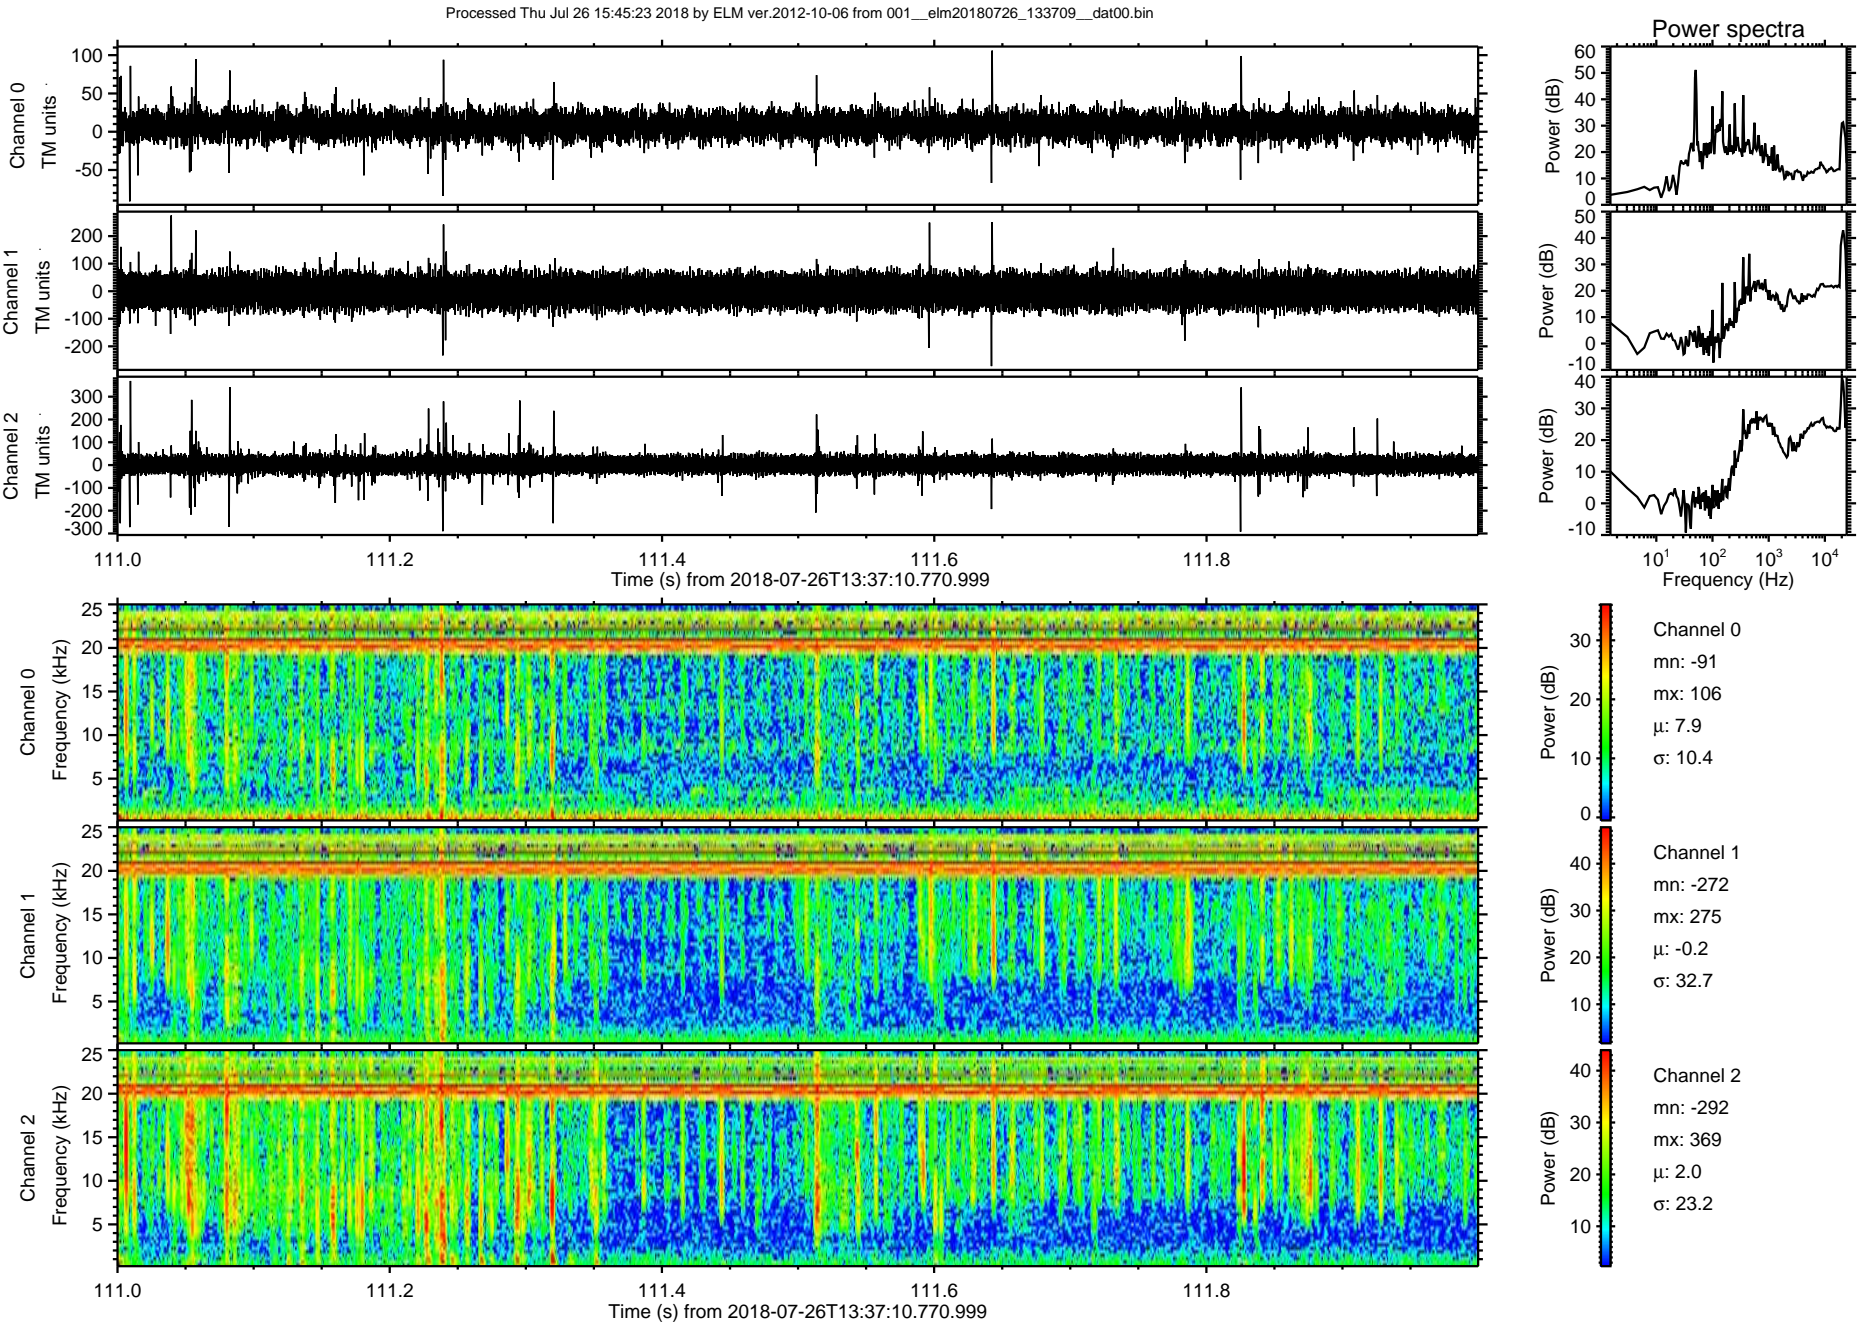 Processed Thu Jul 26 15:45:23 2018 by ELM ver.2012-10-06 from 001__elm20180726_133709__dat00.bin
Power spectra
Channel 0
TM units
100
50
0
-50
Power (dB)
60
50
40
30
20
10
0
Channel 1
TM units
200
100
0
-100
-200
Power (dB)
50
40
30
20
10
0
-10
Channel 2
TM units
300
200
100
0
-100
-200
-300
Power (dB)
40
30
20
10
0
-10
111.0 111.2 111.4 111.6 111.8
Time (s) from 2018-07-26T13:37:10.770.999
10¹ 10² 10³ 10⁴
Frequency (Hz)
Channel 0
Frequency (kHz)
25
20
15
10
5
Power (dB)
30
20
10
0
Channel 0
mn: -91
mx: 106
µ: 7.9
σ: 10.4
Channel 1
Frequency (kHz)
25
20
15
10
5
Power (dB)
40
30
20
10
Channel 1
mn: -272
mx: 275
µ: -0.2
σ: 32.7
Channel 2
Frequency (kHz)
25
20
15
10
5
Power (dB)
40
30
20
10
Channel 2
mn: -292
mx: 369
µ: 2.0
σ: 23.2
111.0 111.2 111.4 111.6 111.8
Time (s) from 2018-07-26T13:37:10.770.999